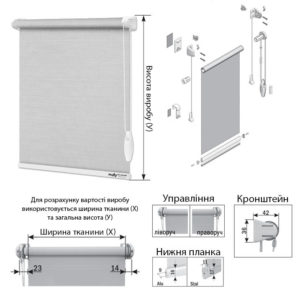 Висота виробу (Y)
Для розрахунку вартості виробу
використовується ширина тканини (X)
та загальна висота (Y)
Ширина тканини (X)
23
14
Управління
ліворуч
праворуч
Кронштейн
42
36
Нижня планка
Alu
Stal